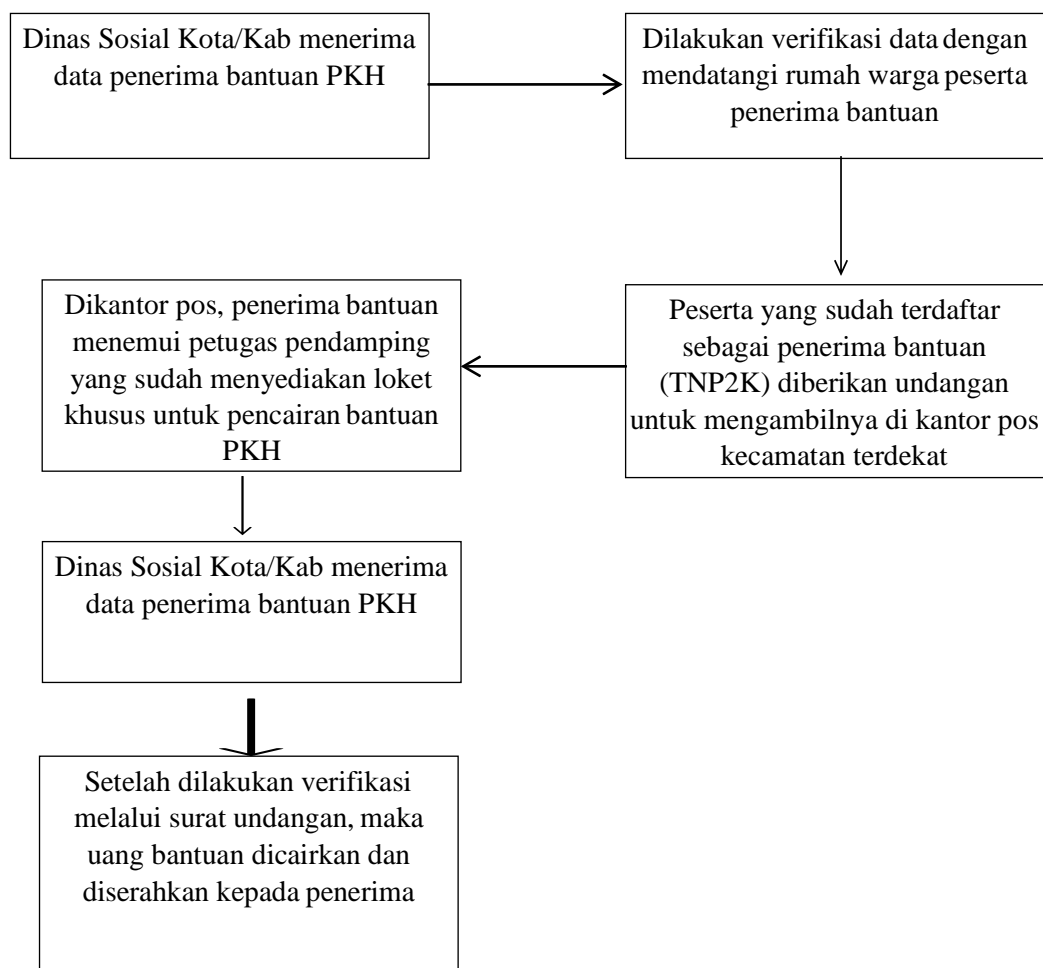 Dinas Sosial Kota/Kab menerima
data penerima bantuan PKH
Dilakukan verifikasi data dengan
mendatangi rumah warga peserta
penerima bantuan
Peserta yang sudah terdaftar
sebagai penerima bantuan
(TNP2K) diberikan undangan
untuk mengambilnya di kantor pos
kecamatan terdekat
Dikantor pos, penerima bantuan
menemui petugas pendamping
yang sudah menyediakan loket
khusus untuk pencairan bantuan
PKH
Dinas Sosial Kota/Kab menerima
data penerima bantuan PKH
Setelah dilakukan verifikasi
melalui surat undangan, maka
uang bantuan dicairkan dan
diserahkan kepada penerima